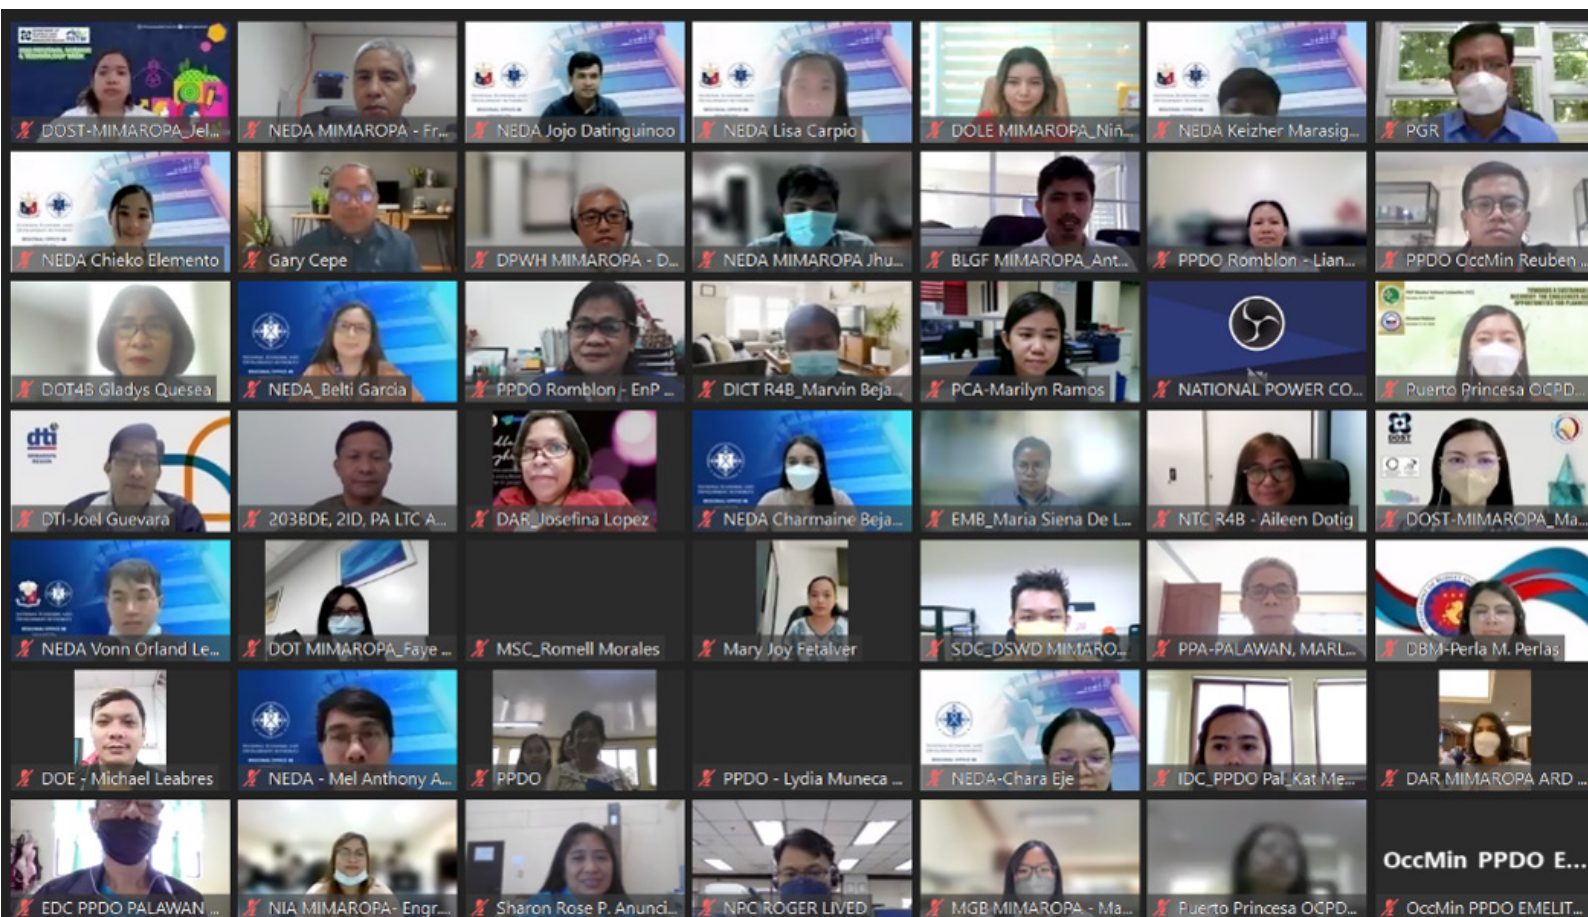 DOST-MIMAROPA_Jel...
NEDA MIMAROPA - Fr...
NEDA Jojo Datinguinoo
NEDA Lisa Carpio
DOLE MIMAROPA_Niñ...
NEDA Keizher Marasig...
PGR
NEDA Chieko Elemento
Gary Cepe
DPWH MIMAROPA - D...
NEDA MIMAROPA Jhu...
BLGF MIMAROPA_Ant...
PPDO Romblon - Lian...
PPDO OccMin Reuben ...
DOT4B Gladys Quesea
NEDA_Belti Garcia
PPDO Romblon - EnP ...
DICT R4B_Marvin Beja...
PCA-Marilyn Ramos
NATIONAL POWER CO...
Puerto Princesa OCPD...
dti
DTI-Joel Guevara
203BDE, 2ID, PA LTC A...
DAR_Josefina Lopez
NEDA Charmaine Beja...
EMB_Maria Siena De L...
NTC R4B - Aileen Dotig
DOST
DOST-MIMAROPA_Ma...
NEDA Vonn Orland Le...
DOT MIMAROPA_Faye ...
MSC_Romell Morales
Mary Joy Fetalver
SDC_DSWD MIMARO...
PPA-PALAWAN, MARL...
DBM-Perla M. Perlas
DOE - Michael Leabres
NEDA - Mel Anthony A...
PPDO
PPDO - Lydia Muneca ...
NEDA-Chara Eje
IDC_PPDO Pal_Kat Me...
DAR MIMAROPA ARD ...
EDC PPDO PALAWAN ...
NIA MIMAROPA- Engr....
Sharon Rose P. Anunci...
NPC ROGER LIVED
MGB MIMAROPA - Ma...
Puerto Princesa OCPD...
OccMin PPDO E...
OccMin PPDO EMELIT...